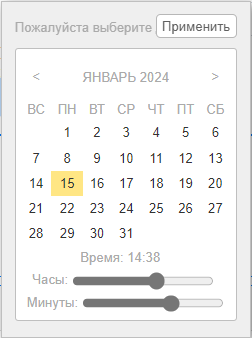 Пожалуйста выберите Применить
< ЯНВАРЬ 2024 >
ВС ПН ВТ СР ЧТ ПТ СБ
1 2 3 4 5 6
7 8 9 10 11 12 13
14 15 16 17 18 19 20
21 22 23 24 25 26 27
28 29 30 31
Время: 14:38
Часы:
Минуты: